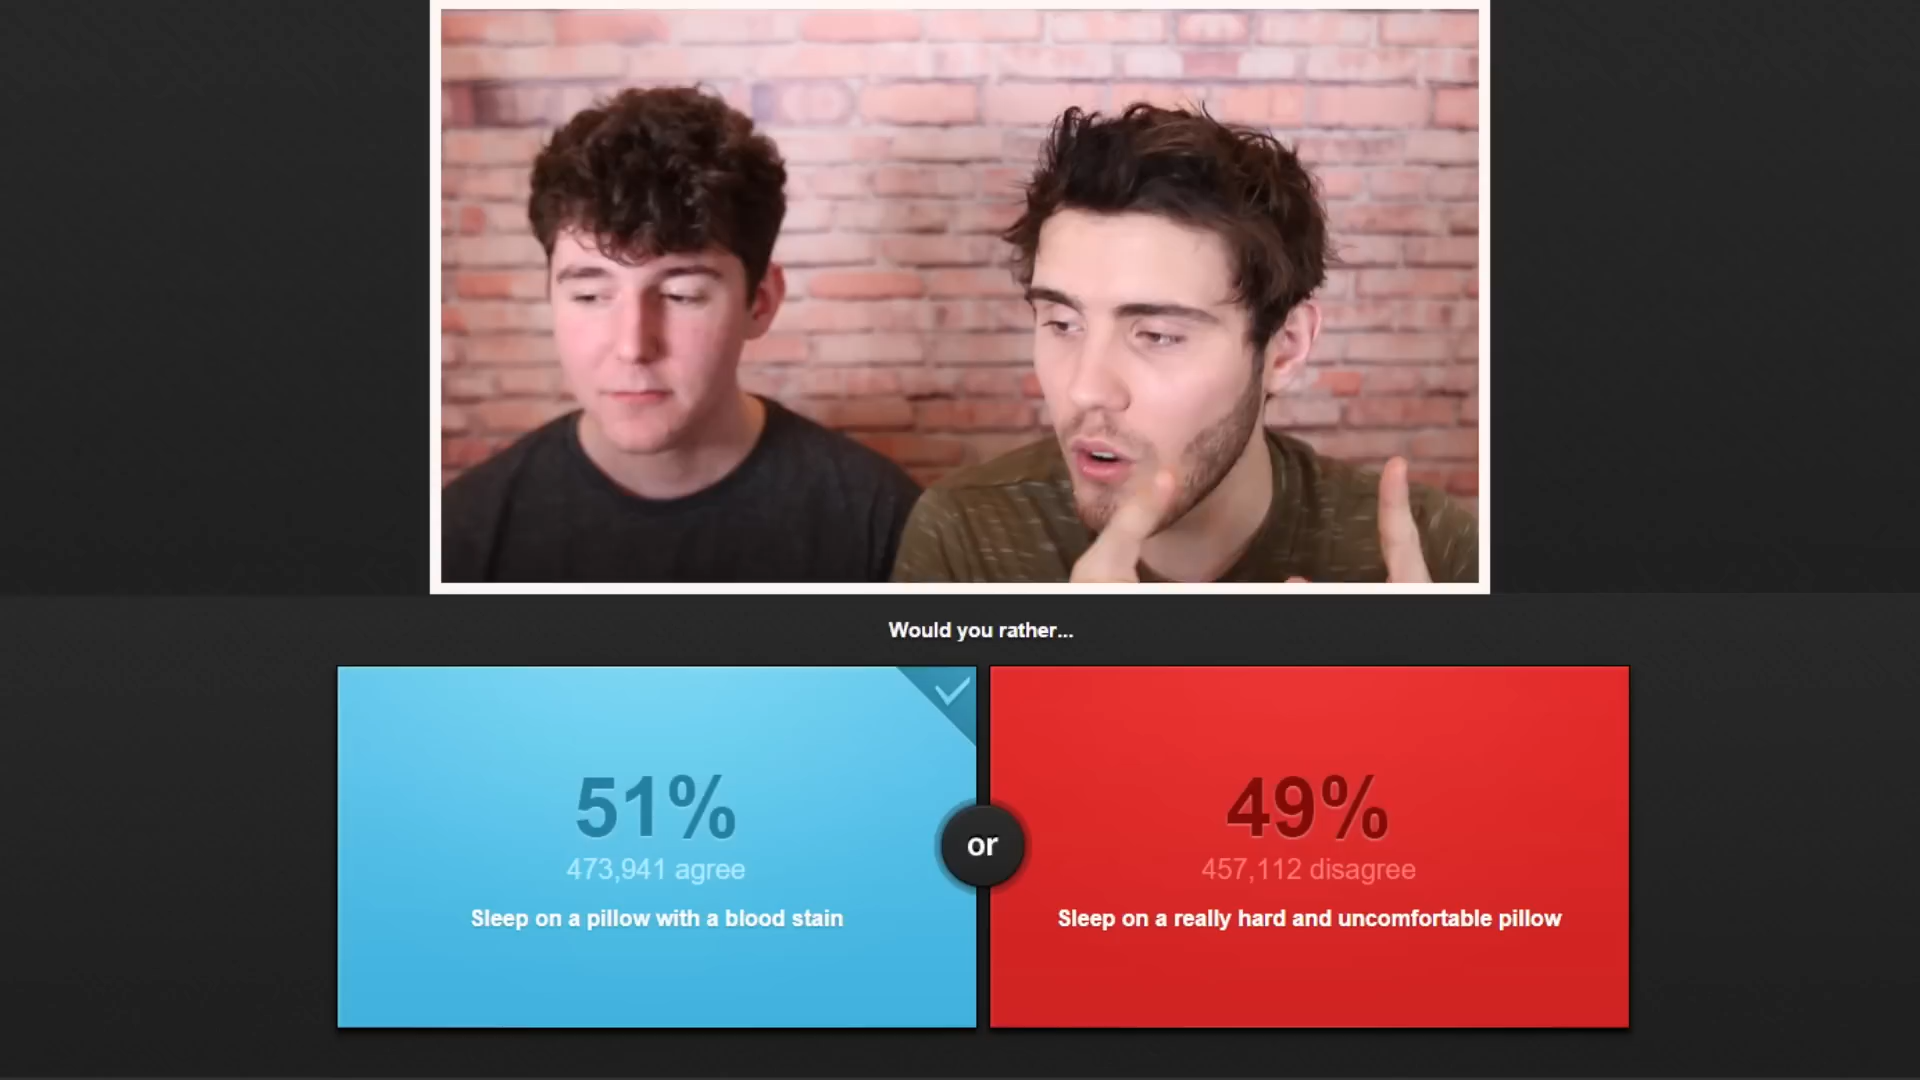 Would you rather...
51%
473,941 agree
Sleep on a pillow with a blood stain
or
49%
457,112 disagree
Sleep on a really hard and uncomfortable pillow